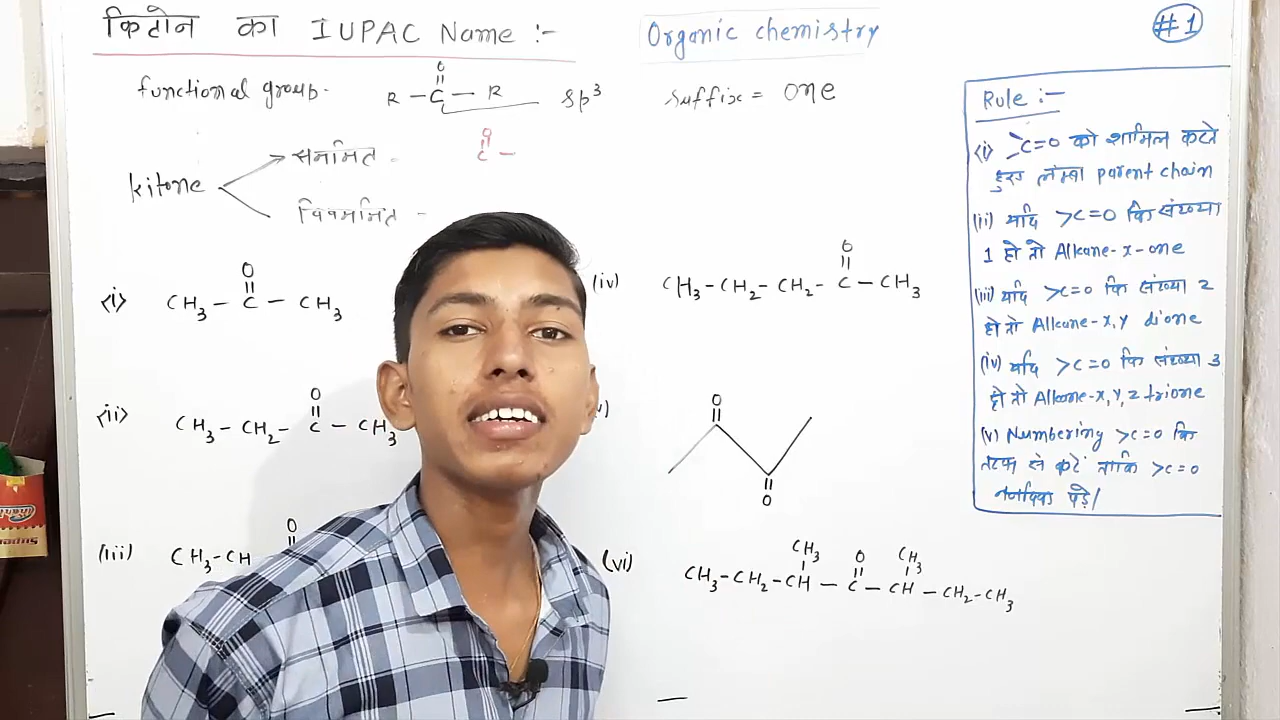 किटोन का IUPAC Name :-
Organic chemistry
#1
functional group-
O
R - C - R
sp³
suffix = one
kitone
सममित -
विषममित -
O
C -
(i)
O
CH₃ - C - CH₃
(ii)
O
CH₃ - CH₂ - C - CH₃
(iii)
O
CH₃-CH
(iv)
O
CH₃-CH₂-CH₂-C-CH₃
O
O
(vi)
CH₃ O CH₃
CH₃-CH₂-CH-C-CH-CH₂-CH₃
Rule :-
(i) >C=O को शामिल करते
हुए लम्बा parent chain
(ii) यदि >C=O कि संख्या
1 हो तो Alkane-x-one
(iii) यदि >C=O कि संख्या 2
हो तो Alkane-x,y dione
(iv) यदि >C=O कि संख्या 3
हो तो Alkane-x,y,z trione
(v) Numbering >C=O कि
तरफ से करें ताकि >C=O
नजदिक पड़े।